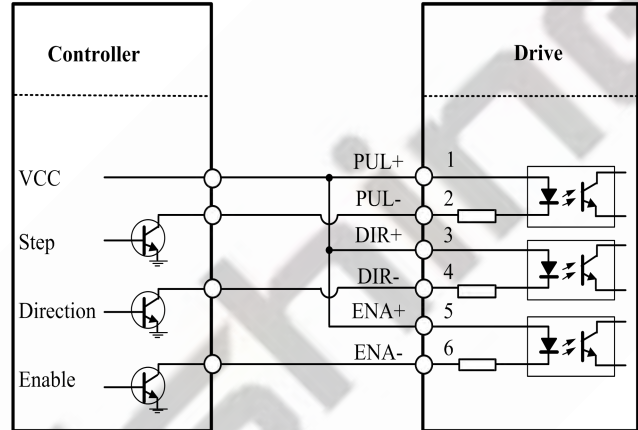 Controller
Drive
VCC
PUL+ 1
PUL- 2
Step
DIR+ 3
DIR- 4
Direction
ENA+ 5
ENA- 6
Enable